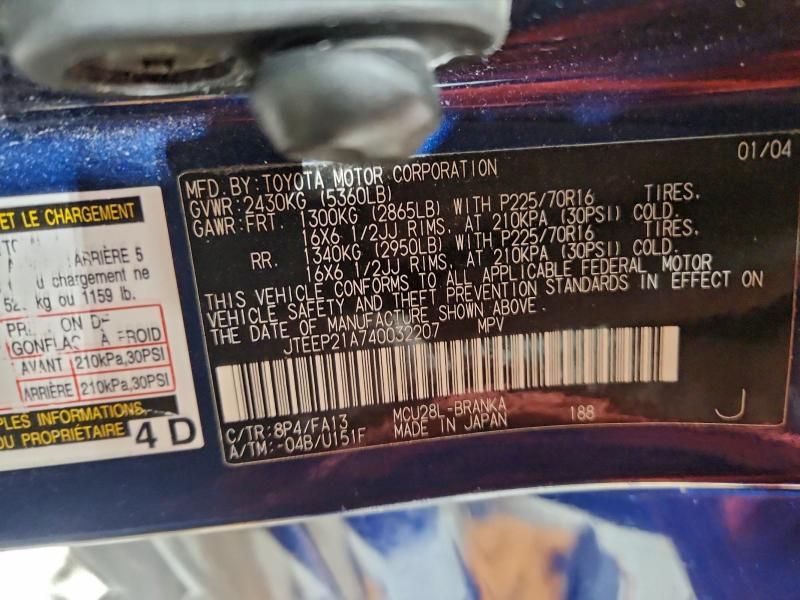 MFD. BY: TOYOTA MOTOR CORPORATION 01/04
GVWR: 2430KG (5360LB)
GAWR: FRT. 1300KG (2865LB) WITH P225/70R16 TIRES.
16X6 1/2JJ RIMS. AT 210KPA (30PSI) COLD.
RR. 1340KG (2950LB) WITH P225/70R16 TIRES.
16X6 1/2JJ RIMS. AT 210KPA (30PSI) COLD.
THIS VEHICLE CONFORMS TO ALL APPLICABLE FEDERAL MOTOR
VEHICLE SAFETY AND THEFT PREVENTION STANDARDS IN EFFECT ON
THE DATE OF MANUFACTURE SHOWN ABOVE.
JTEEP21A740032207 MPV
C/TR: 8P4/FA13 MCU28L-BRANKA 188 J
A/TM: -04B/U151F MADE IN JAPAN
ET LE CHARGEMENT
ARRIÈRE 5
chargement ne
kg ou 1159 lb.
GONFLAGE À FROID
AVANT 210kPa,30PSI
ARRIÈRE 210kPa,30PSI
PLES INFORMATIONS
DU PROPRIÉTAIRE 4D